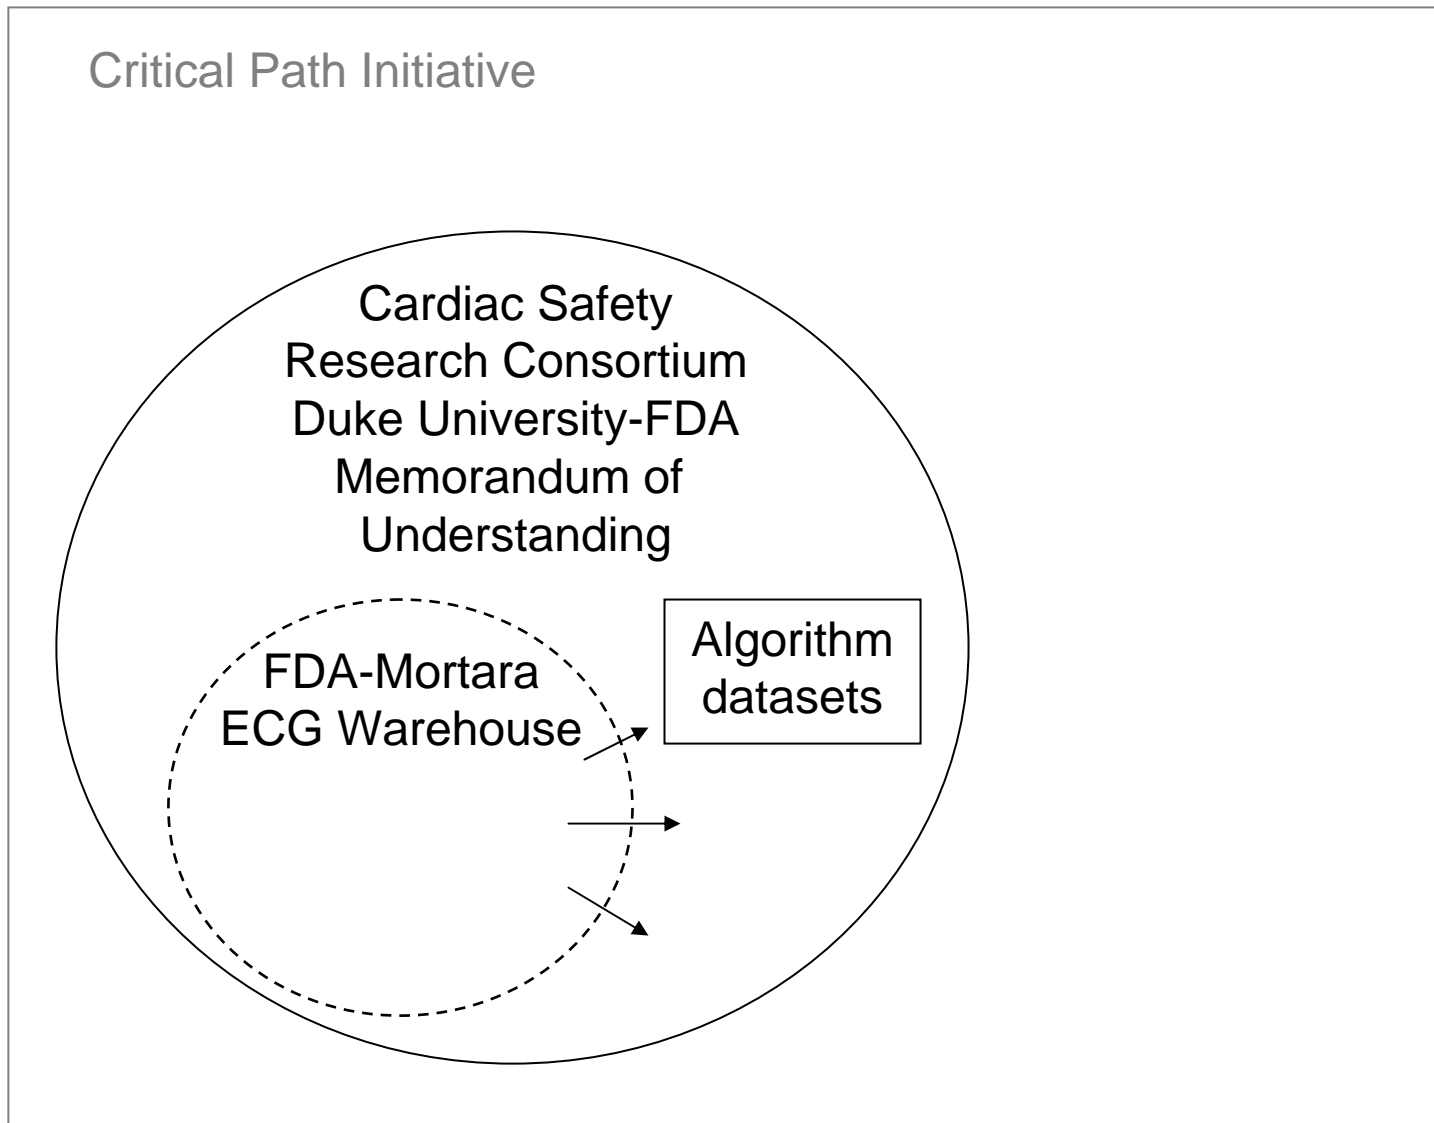 Critical Path Initiative
Cardiac Safety
Research Consortium
Duke University-FDA
Memorandum of
Understanding
FDA-Mortara
ECG Warehouse
Algorithm
datasets